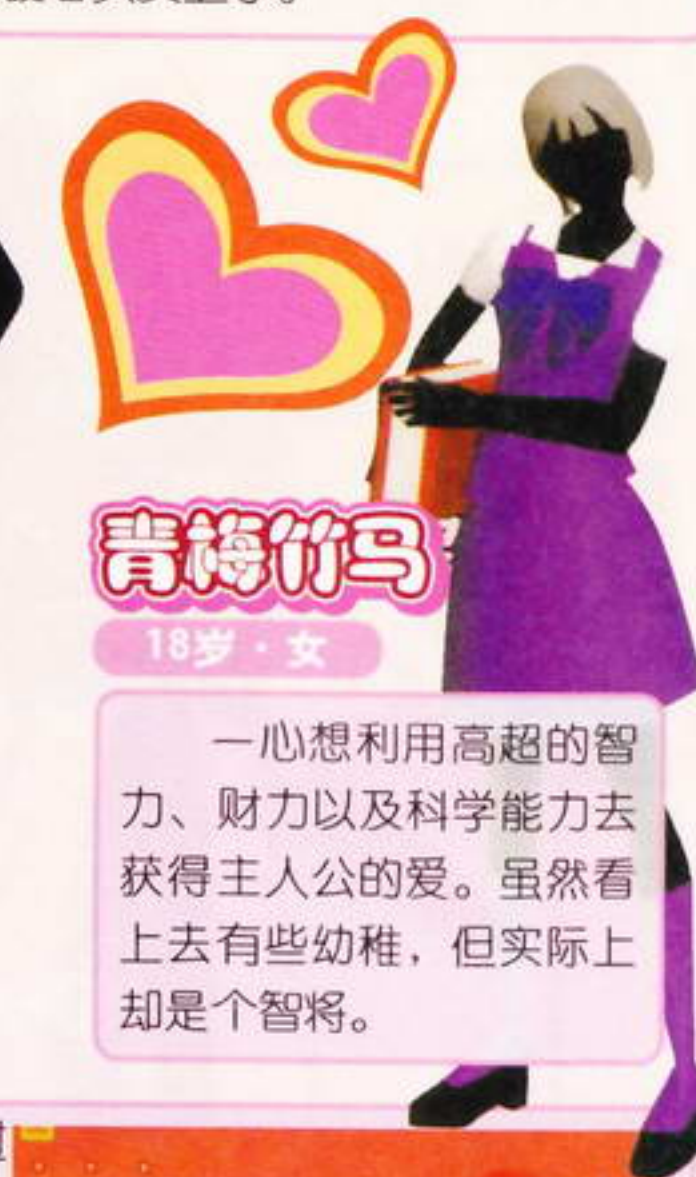 青梅竹马
18岁·女
一心想利用高超的智
力、财力以及科学能力去
获得主人公的爱。虽然看
上去有些幼稚，但实际上
却是个智将。